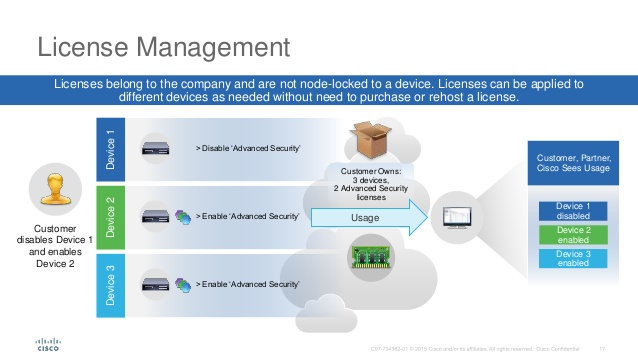 License Management
Licenses belong to the company and are not node-locked to a device. Licenses can be applied to
different devices as needed without need to purchase or rehost a license.
Customer
disables Device 1
and enables
Device 2
Device 1
> Disable ‘Advanced Security’
Device 2
> Enable ‘Advanced Security’
Device 3
> Enable ‘Advanced Security’
Customer Owns:
3 devices,
2 Advanced Security
licenses
Usage
Customer, Partner,
Cisco Sees Usage
Device 1
disabled
Device 2
enabled
Device 3
enabled
CISCO
© 2015 Cisco and/or its affiliates. All rights reserved. Cisco Confidential
17